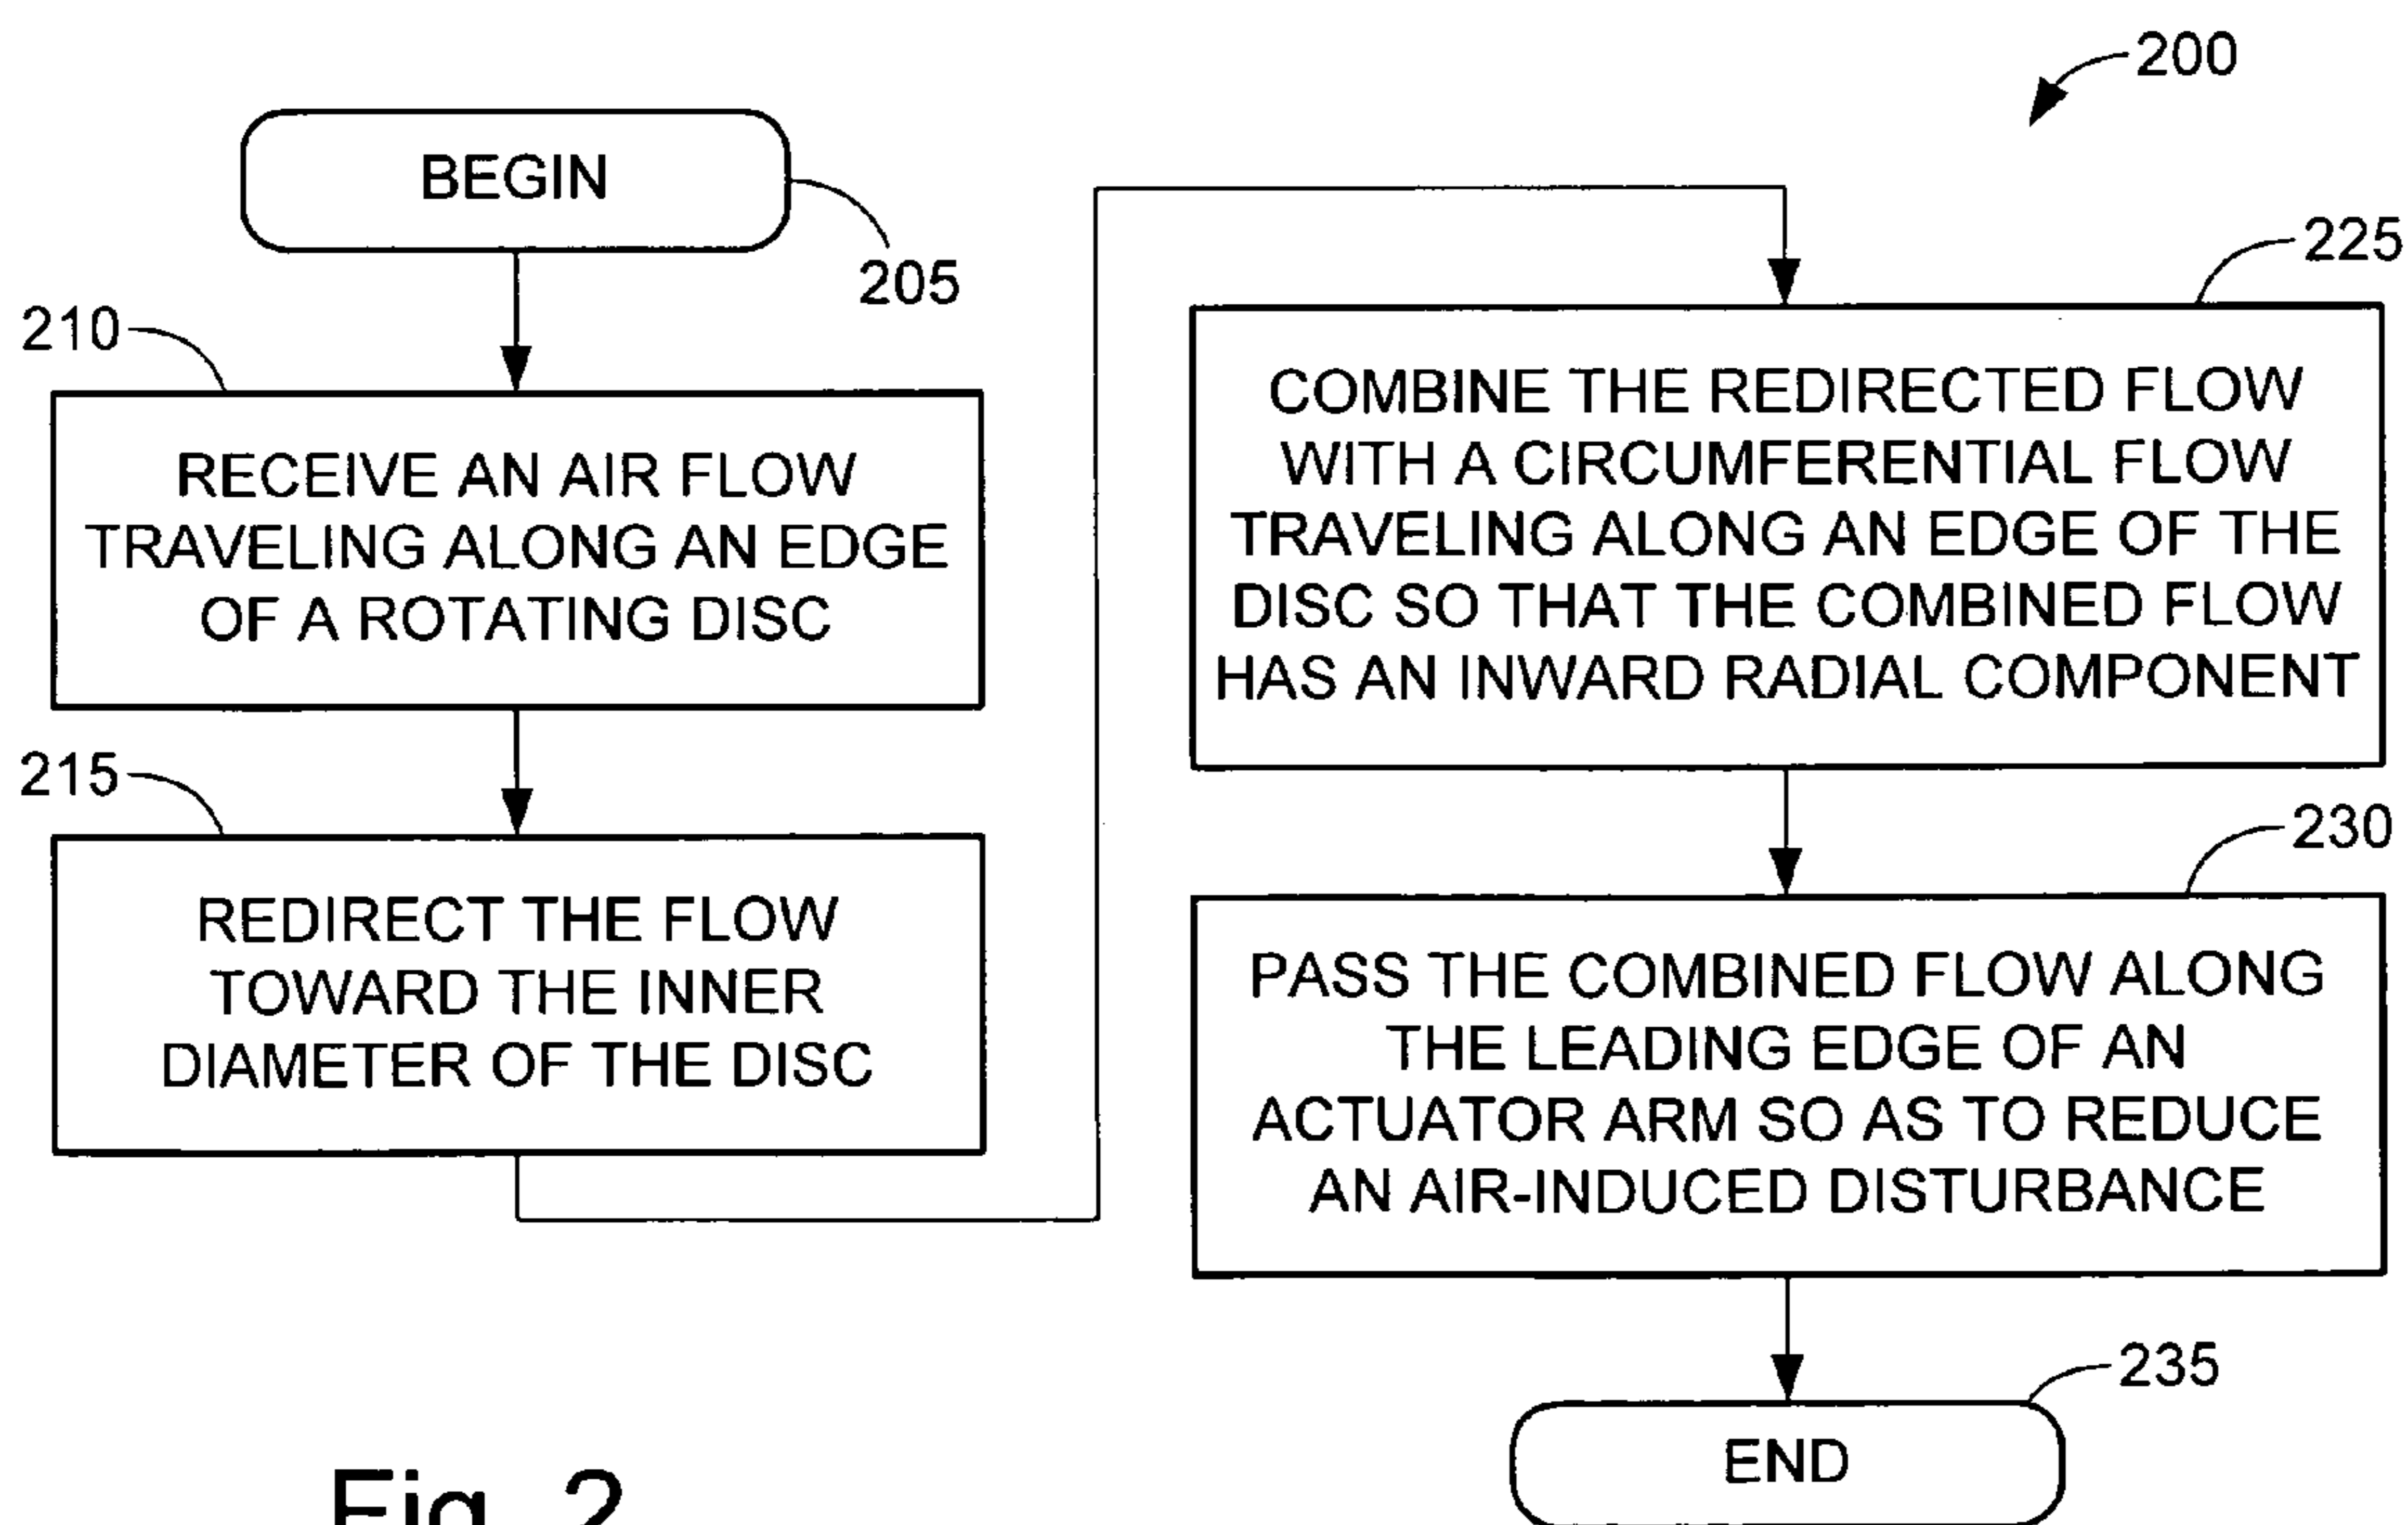 200
BEGIN
205
210
RECEIVE AN AIR FLOW
TRAVELING ALONG AN EDGE
OF A ROTATING DISC
215
REDIRECT THE FLOW
TOWARD THE INNER
DIAMETER OF THE DISC
225
COMBINE THE REDIRECTED FLOW
WITH A CIRCUMFERENTIAL FLOW
TRAVELING ALONG AN EDGE OF THE
DISC SO THAT THE COMBINED FLOW
HAS AN INWARD RADIAL COMPONENT
230
PASS THE COMBINED FLOW ALONG
THE LEADING EDGE OF AN
ACTUATOR ARM SO AS TO REDUCE
AN AIR-INDUCED DISTURBANCE
235
END
Fig. 2